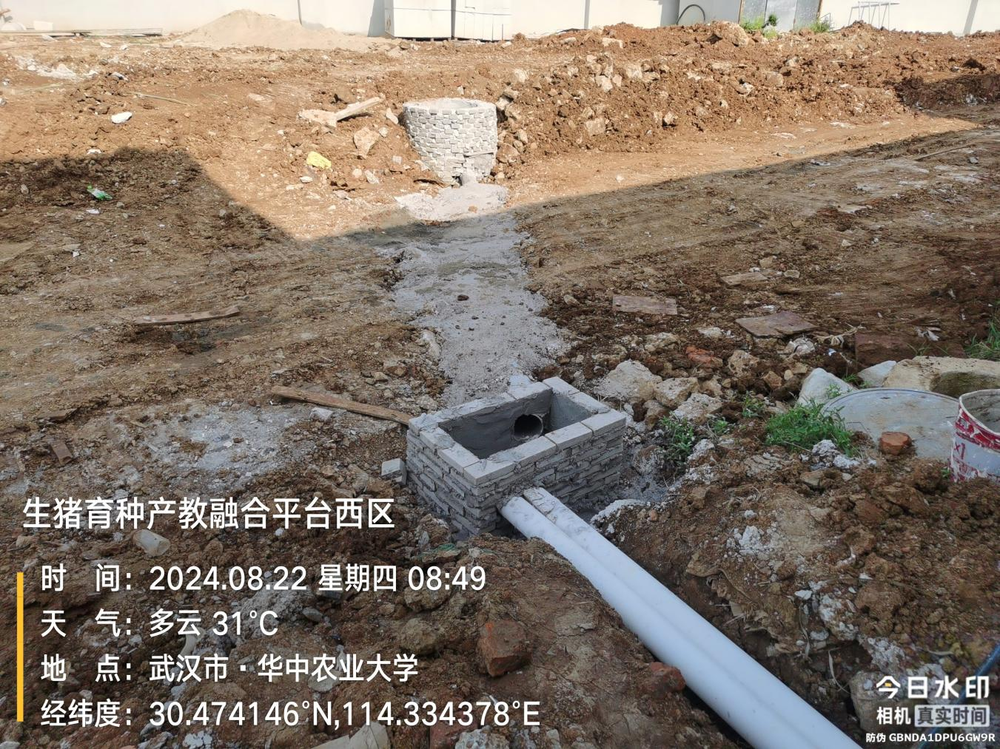 生猪育种产教融合平台西区
时 间：2024.08.22 星期四 08:49
天 气：多云 31℃
地 点：武汉市·华中农业大学
经纬度：30.474146°N,114.334378°E
今日水印
相机 真实时间
防伪 GBNDA1DPU6GW9R